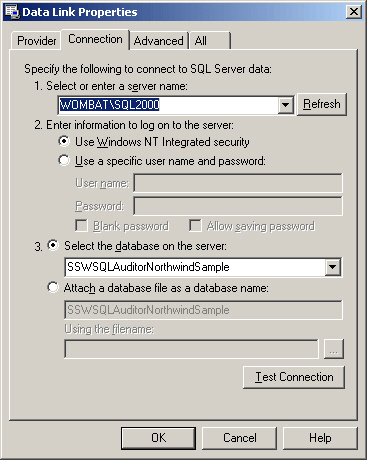 Data Link Properties
Provider Connection Advanced All
Specify the following to connect to SQL Server data:
1. Select or enter a server name:
WOMBAT\SQL2000 Refresh
2. Enter information to log on to the server:
Use Windows NT Integrated security
Use a specific user name and password:
User name:
Password:
Blank password Allow saving password
3. Select the database on the server:
SSWSQLAuditorNorthwindSample
Attach a database file as a database name:
SSWSQLAuditorNorthwindSample
Using the filename:
...
Test Connection
OK Cancel Help